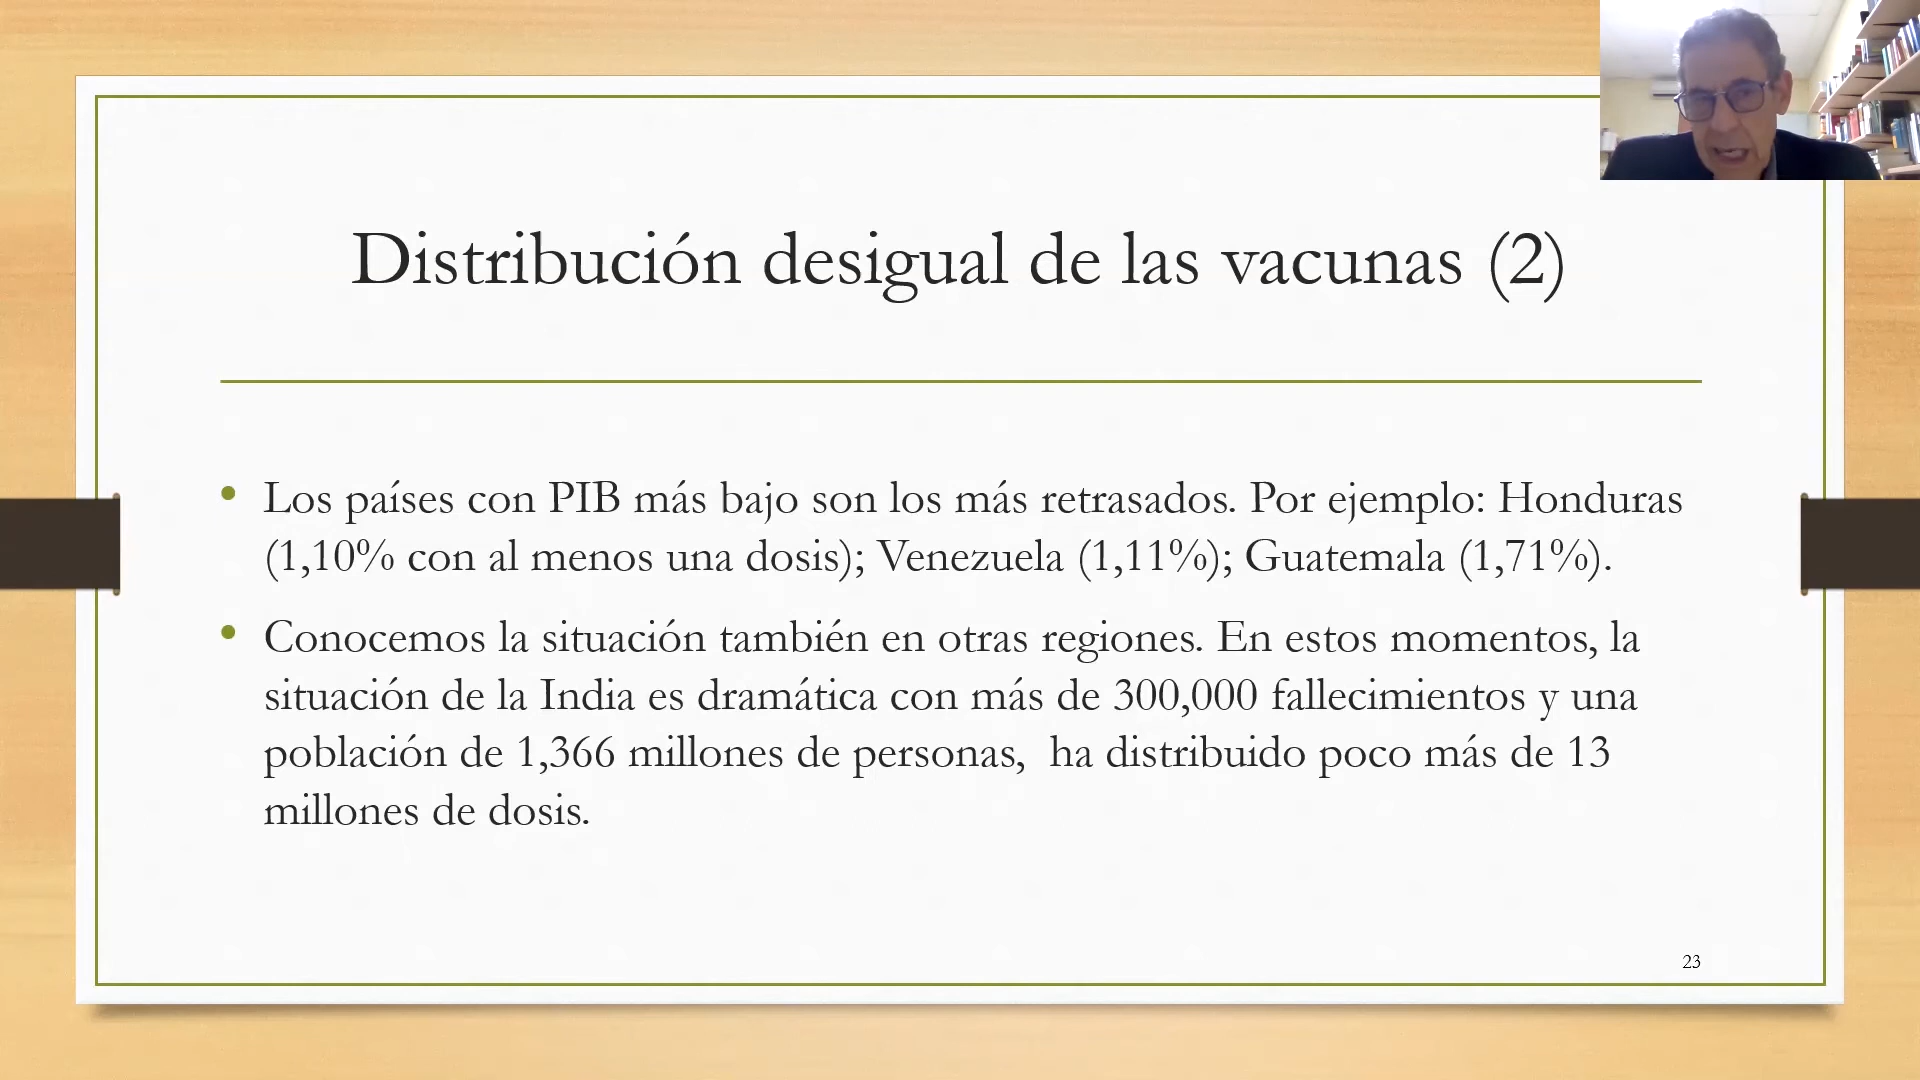 Distribución desigual de las vacunas (2)
• Los países con PIB más bajo son los más retrasados. Por ejemplo: Honduras
(1,10% con al menos una dosis); Venezuela (1,11%); Guatemala (1,71%).
• Conocemos la situación también en otras regiones. En estos momentos, la
situación de la India es dramática con más de 300,000 fallecimientos y una
población de 1,366 millones de personas,  ha distribuido poco más de 13
millones de dosis.
23